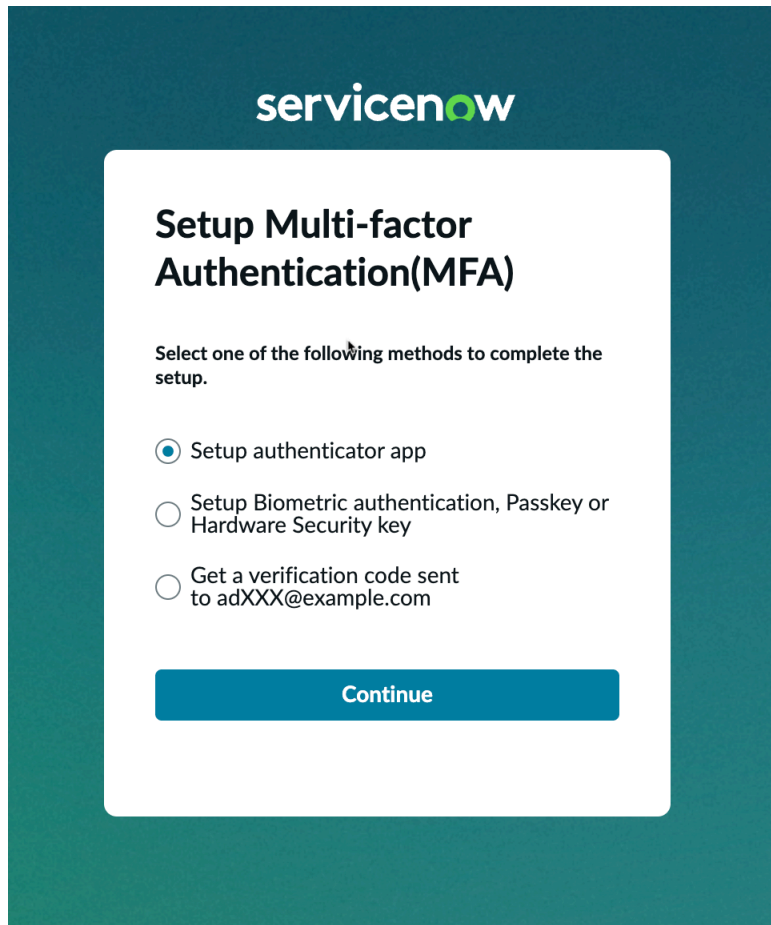 servicenow
Setup Multi-factor
Authentication(MFA)
Select one of the following methods to complete the
setup.
Setup authenticator app
Setup Biometric authentication, Passkey or
Hardware Security key
Get a verification code sent
to adXXX@example.com
Continue